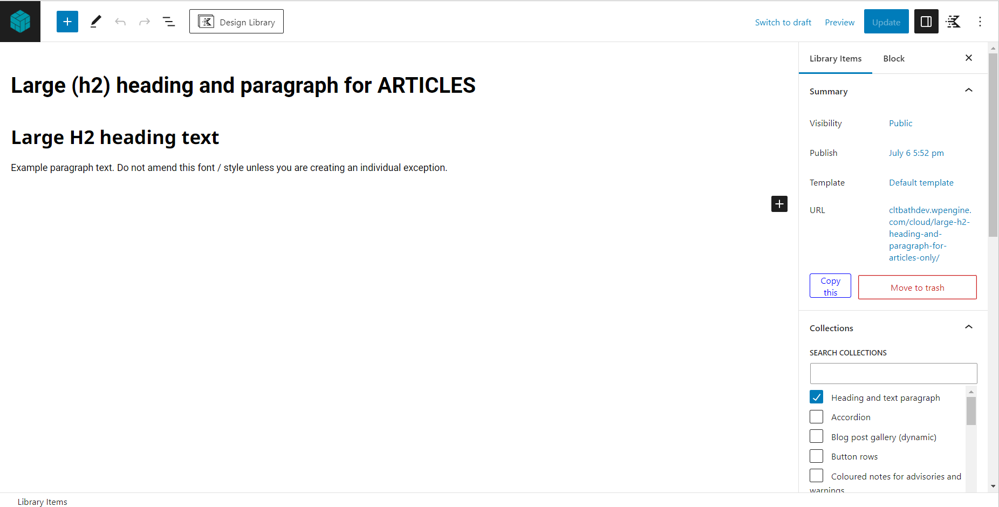 Design Library
Switch to draft
Preview
Update
Library Items
Block
Large (h2) heading and paragraph for ARTICLES
Summary
Large H2 heading text
Visibility
Public
Example paragraph text. Do not amend this font / style unless you are creating an individual exception.
Publish
July 6 5:52 pm
Template
Default template
URL
cltbathdev.wpengine.
com/cloud/large-h2-
heading-and-
paragraph-for-
articles-only/
Copy
this
Move to trash
Collections
SEARCH COLLECTIONS
Heading and text paragraph
Accordion
Blog post gallery (dynamic)
Button rows
Coloured notes for advisories and
warnings
Library Items